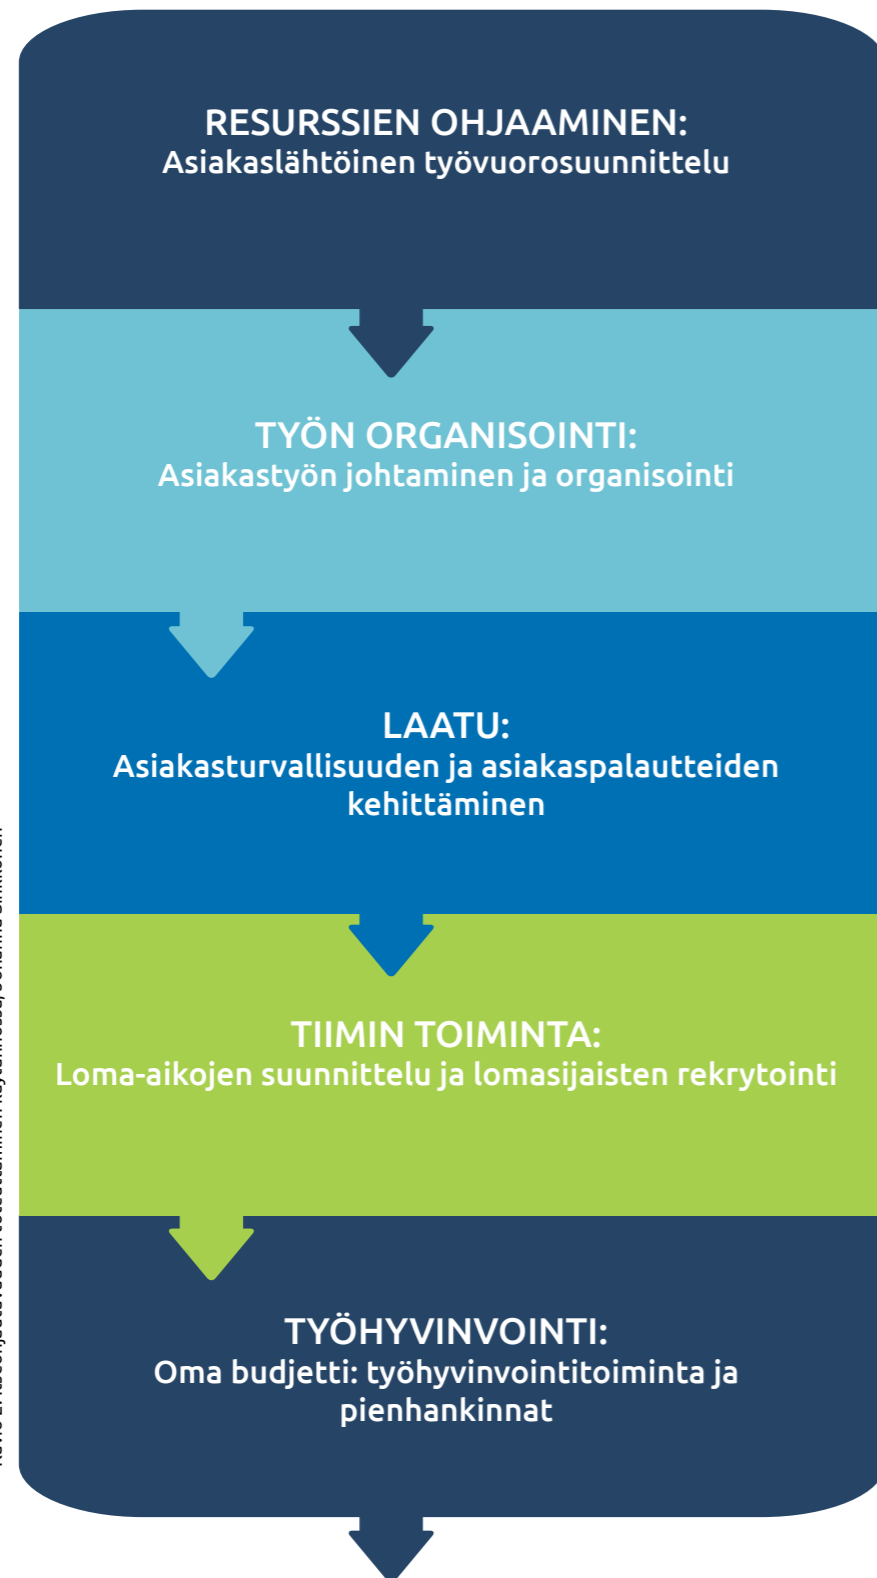 RESURSSIEN OHJAAMINEN:
Asiakaslähtöinen työvuorosuunnittelu
TYÖN ORGANISOINTI:
Asiakastyön johtaminen ja organisointi
LAATU:
Asiakasturvallisuuden ja asiakaspalautteiden
kehittäminen
TIIMIN TOIMINTA:
Loma-aikojen suunnittelu ja lomasijaisten rekrytointi
TYÖHYVINVOINTI:
Oma budjetti: työhyvinvointitoiminta ja
pienhankinnat